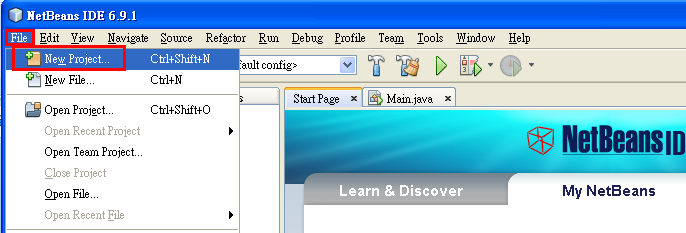 NetBeans IDE 6.9.1
File Edit View Navigate Source Refactor Run Debug Profile Team Tools Window Help
New Project... Ctrl+Shift+N
fault config>
New File... Ctrl+N
s
Start Page × Main.java ×
Open Project... Ctrl+Shift+O
Open Recent Project
NetBeans ID
Open Team Project...
Close Project
Learn & Discover My NetBeans
Open File...
Open Recent File